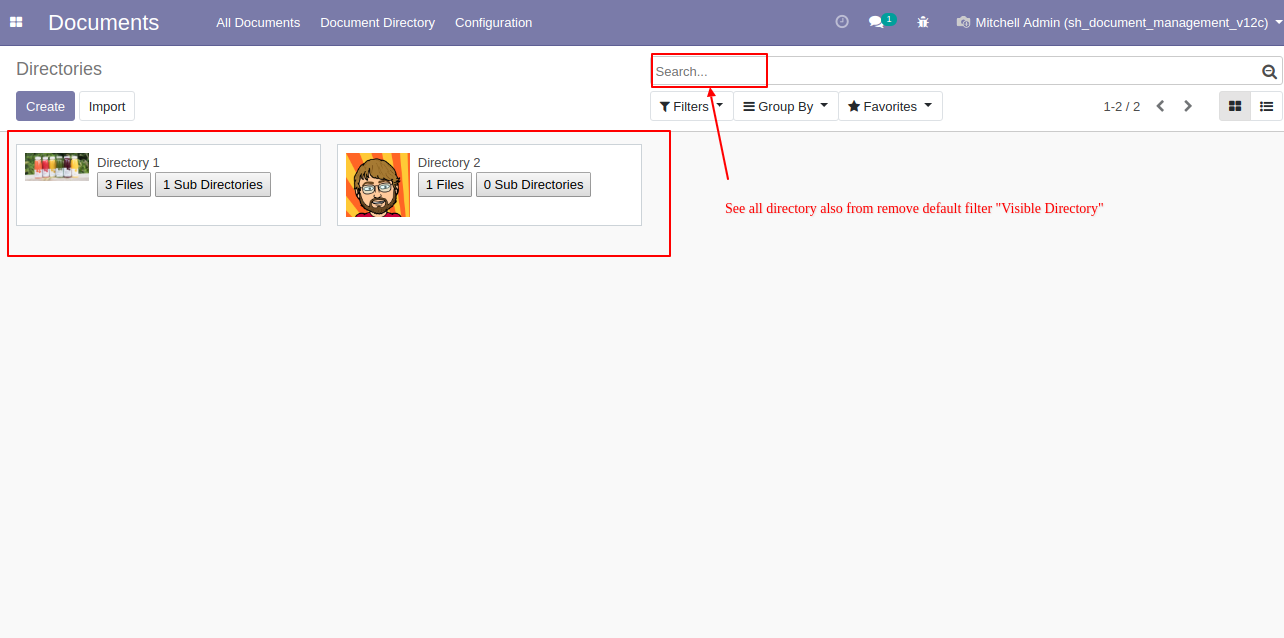 Documents All Documents Document Directory Configuration 1 Mitchell Admin (sh_document_management_v12c)
Directories Search...
Create Import Filters Group By Favorites 1-2 / 2
Directory 1 Directory 2
3 Files 1 Sub Directories 1 Files 0 Sub Directories
See all directory also from remove default filter "Visible Directory"